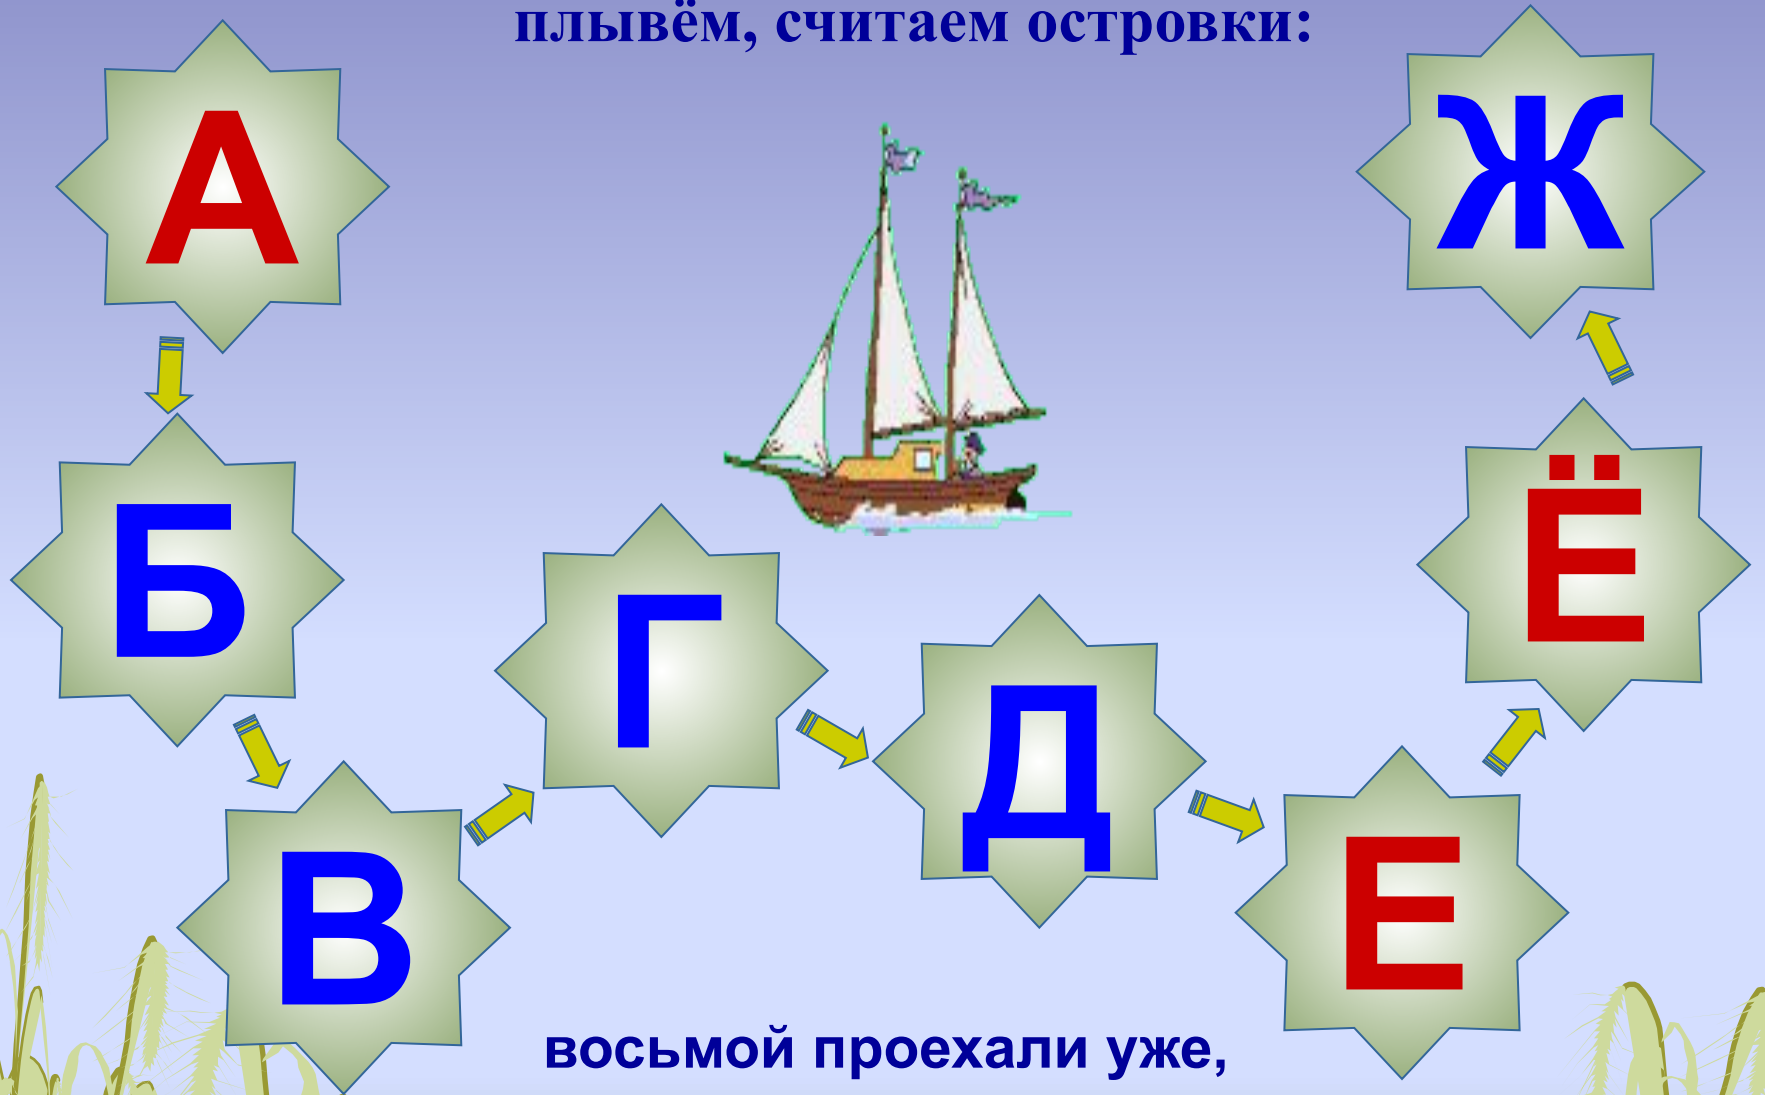 плывём, считаем островки:
А
Б
В
Г
Д
Е
Ё
Ж
восьмой проехали уже,